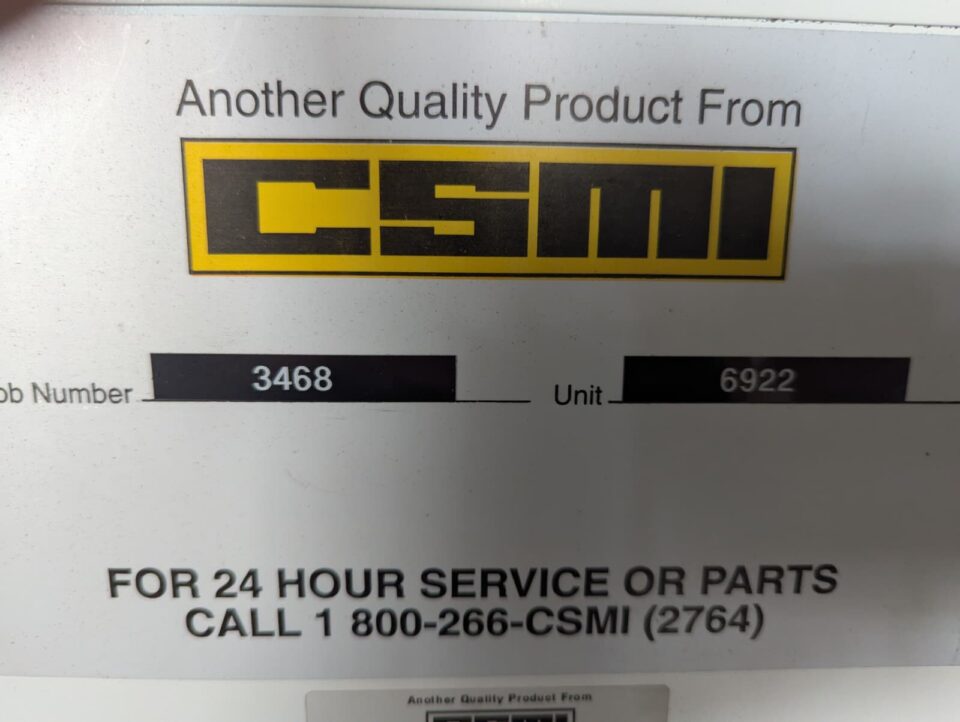 Another Quality Product From
CSMI
ob Number 3468 Unit 6922
FOR 24 HOUR SERVICE OR PARTS
CALL 1 800-266-CSMI (2764)
Another Quality Product From
CSMI